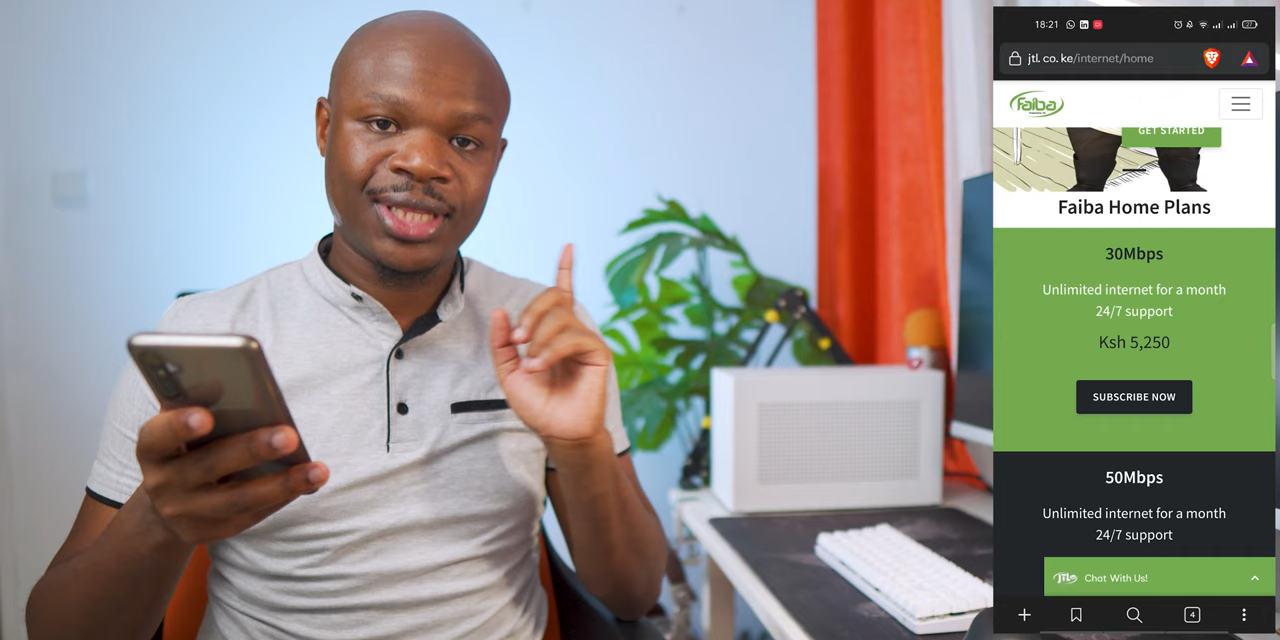 18:21
jtl.co.ke/internet/home
Faiba
GET STARTED
Faiba Home Plans
30Mbps
Unlimited internet for a month
24/7 support
Ksh 5,250
SUBSCRIBE NOW
50Mbps
Unlimited internet for a month
24/7 support
Chat With Us!
4